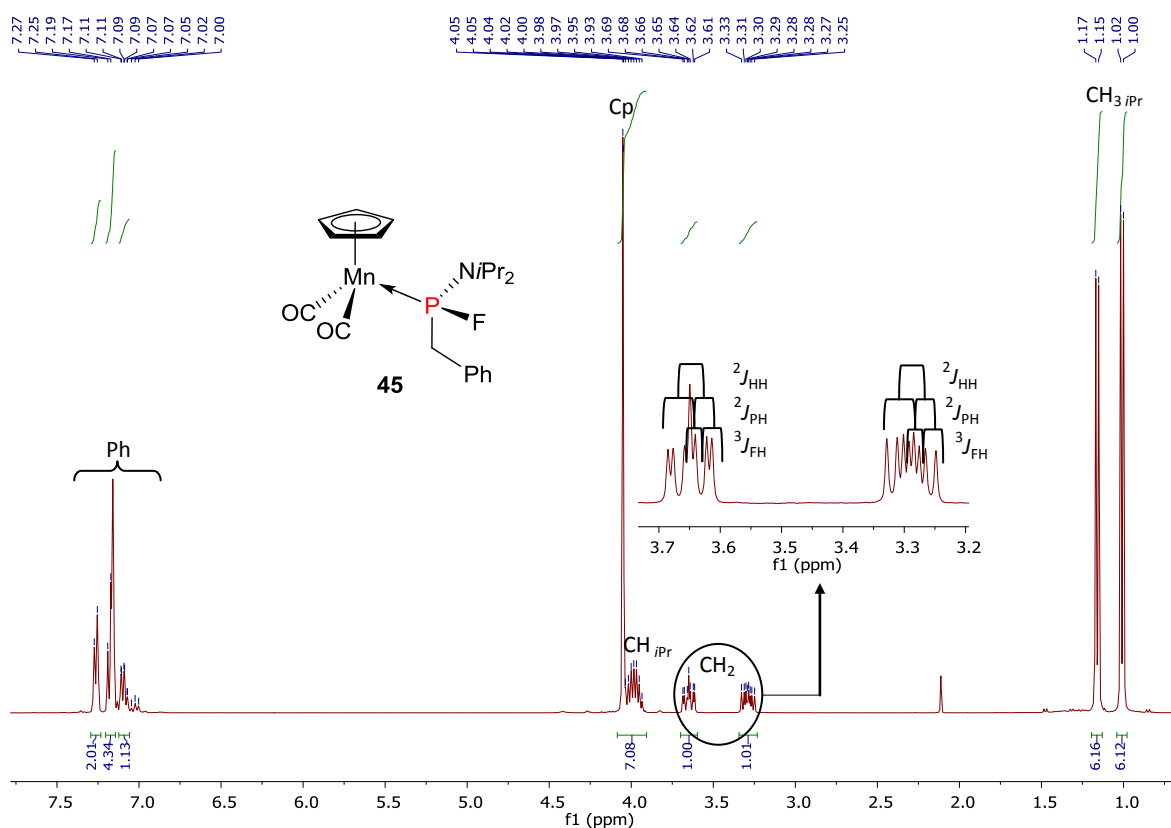 7.27 7.25 7.19 7.17 7.11 7.11 7.09 7.09 7.07 7.07 7.05 7.02 7.00
4.05 4.05 4.04 4.02 4.00 3.98 3.97 3.95 3.93 3.69 3.68 3.66 3.65 3.64 3.62 3.61 3.33 3.31 3.30 3.29 3.28 3.28 3.27 3.25
1.17 1.15 1.02 1.00
Cp
CH3 iPr
Mn
NiPr2
P
F
OC
OC
Ph
45
2JHH
2JPH
3JFH
2JHH
2JPH
3JFH
3.7 3.6 3.5 3.4 3.3 3.2
f1 (ppm)
Ph
CH iPr
CH2
2.01 4.34 1.13 7.08 1.00 1.01 6.16 6.12
7.5 7.0 6.5 6.0 5.5 5.0 4.5 4.0 3.5 3.0 2.5 2.0 1.5 1.0
f1 (ppm)